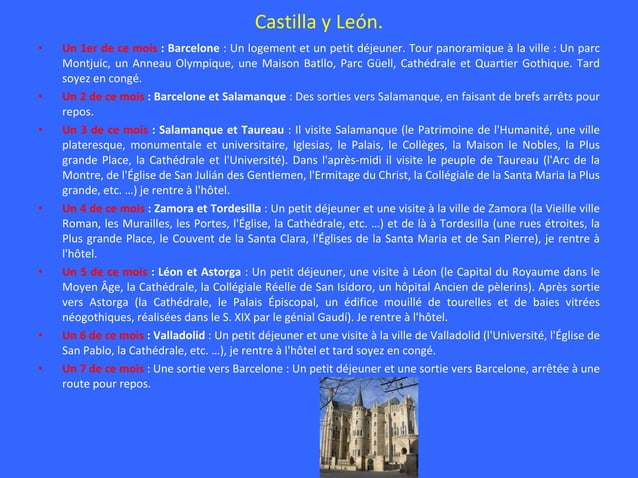 Castilla y León.
• Un 1er de ce mois : Barcelone : Un logement et un petit déjeuner. Tour panoramique à la ville : Un parc
Montjuic, un Anneau Olympique, une Maison Batllo, Parc Güell, Cathédrale et Quartier Gothique. Tard
soyez en congé.
• Un 2 de ce mois : Barcelone et Salamanque : Des sorties vers Salamanque, en faisant de brefs arrêts pour
repos.
• Un 3 de ce mois : Salamanque et Taureau : Il visite Salamanque (le Patrimoine de l'Humanité, une ville
plateresque, monumentale et universitaire, Iglesias, le Palais, le Collèges, la Maison le Nobles, la Plus
grande Place, la Cathédrale et l'Université). Dans l'après-midi il visite le peuple de Taureau (l'Arc de la
Montre, de l'Église de San Julián des Gentlemen, l'Ermitage du Christ, la Collégiale de la Santa Maria la Plus
grande, etc. …) je rentre à l'hôtel.
• Un 4 de ce mois : Zamora et Tordesilla : Un petit déjeuner et une visite à la ville de Zamora (la Vieille ville
Roman, les Murailles, les Portes, l'Église, la Cathédrale, etc. …) et de là à Tordesilla (une rues étroites, la
Plus grande Place, le Couvent de la Santa Clara, l'Églises de la Santa Maria et de San Pierre), je rentre à
l'hôtel.
• Un 5 de ce mois : Léon et Astorga : Un petit déjeuner, une visite à Léon (le Capital du Royaume dans le
Moyen Âge, la Cathédrale, la Collégiale Réelle de San Isidoro, un hôpital Ancien de pèlerins). Après sortie
vers Astorga (la Cathédrale, le Palais Épiscopal, un édifice mouillé de tourelles et de baies vitrées
néogothiques, réalisées dans le S. XIX par le génial Gaudí). Je rentre à l'hôtel.
• Un 6 de ce mois : Valladolid : Un petit déjeuner et une visite à la ville de Valladolid (l'Université, l'Église de
San Pablo, la Cathédrale, etc. …), je rentre à l'hôtel et tard soyez en congé.
• Un 7 de ce mois : Une sortie vers Barcelone : Un petit déjeuner et une sortie vers Barcelone, arrêtée à une
route pour repos.